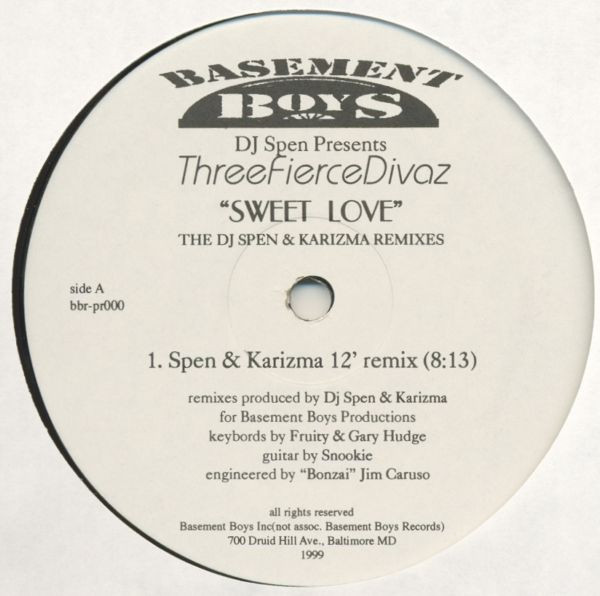 BASEMENT
BOYS
DJ Spen Presents
ThreeFierceDivaz
“SWEET LOVE”
THE DJ SPEN & KARIZMA REMIXES
side A
bbr-pr000
1. Spen & Karizma 12’ remix (8:13)
remixes produced by Dj Spen & Karizma
for Basement Boys Productions
keybords by Fruity & Gary Hudge
guitar by Snookie
engineered by “Bonzai” Jim Caruso
all rights reserved
Basement Boys Inc(not assoc. Basement Boys Records)
700 Druid Hill Ave., Baltimore MD
1999